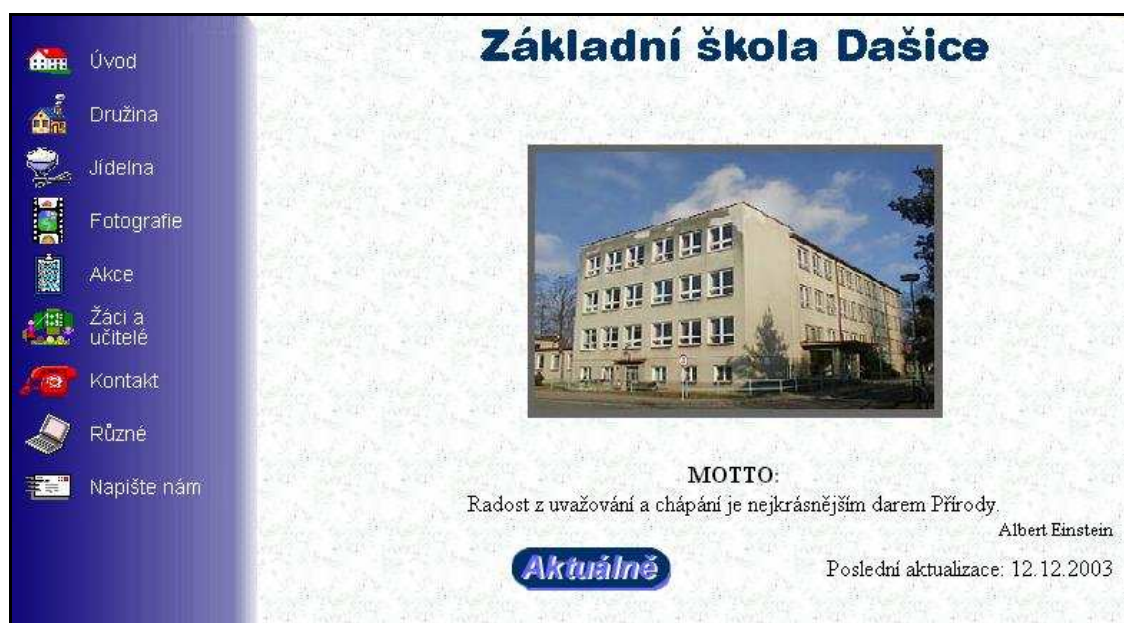 Základní škola Dašice
Úvod
Družina
Jídelna
Fotografie
Akce
Žáci a
učitelé
Kontakt
Různé
Napište nám
MOTTO:
Radost z uvažování a chápání je nejkrásnějším darem Přírody.
Albert Einstein
Aktuálně
Poslední aktualizace: 12.12.2003